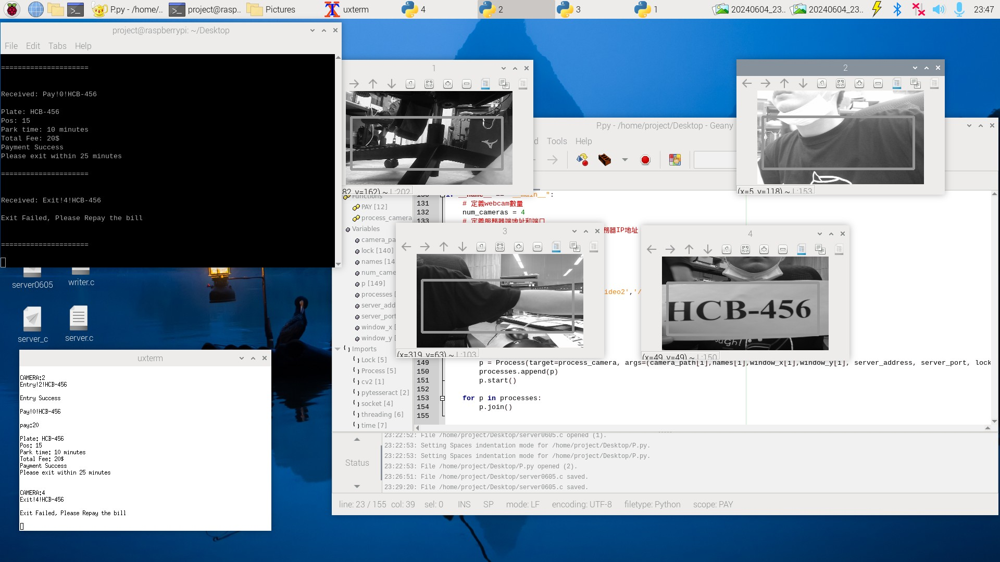 P.py - /home/..
project@rasp..
Pictures
uxterm
4
2
3
1
20240604_23..
20240604_23..
23:47
project@raspberrypi: ~/Desktop
File Edit Tabs Help
=====================
Received: Pay!0!HCB-456
Plate: HCB-456
Pos: 15
Park time: 10 minutes
Total Fee: 20$
Payment Success
Please exit within 25 minutes
=====================
Received: Exit!4!HCB-456
Exit Failed, Please Repay the bill
=====================
1
82, y=162) ~ L:202
2
(x=5, y=118) ~ L:153
P.py - /home/project/Desktop - Geany
d Tools Help
Functions
PAY [12]
process_camera
Variables
camera_pa
lock [140]
names [14
num_came
p [149]
processes [
server_add
server_port
window_x [
window_y [
Imports
Lock [5]
Process [5]
cv2 [1]
pytesseract [2]
socket [4]
threading [6]
time [7]
130 if __name__ == "__main__":
131 # 定義webcam數量
132 num_cameras = 4
133 # 定義服務器端地址和端口
務器IP地址
ideo2','/
3
(x=319, y=63) ~ L:103
4
HCB-456
(x=49, y=49) ~ L:150
149 p = Process(target=process_camera, args=(camera_path[i],names[i],window_x[i],window_y[i], server_address, server_port, lock
150 processes.append(p)
151 p.start()
152
153 for p in processes:
154 p.join()
155
server0605
writer.c
server_c
server.c
uxterm
CAMERA:2
Entry!2!HCB-456
Entry Success
Pay!0!HCB-456
pay:20
Plate: HCB-456
Pos: 15
Park time: 10 minutes
Total Fee: 20$
Payment Success
Please exit within 25 minutes
CAMERA:4
Exit!4!HCB-456
Exit Failed, Please Repay the bill
Status
23:22:52: File /home/project/Desktop/server0605.c opened (1).
23:22:53: Setting Spaces indentation mode for /home/project/Desktop/P.py.
23:22:53: Setting Spaces indentation mode for /home/project/Desktop/P.py.
23:22:53: File /home/project/Desktop/P.py opened (2).
23:26:51: File /home/project/Desktop/server0605.c saved.
23:29:20: File /home/project/Desktop/server0605.c saved.
line: 23 / 155 col: 39 sel: 0 INS SP mode: LF encoding: UTF-8 filetype: Python scope: PAY